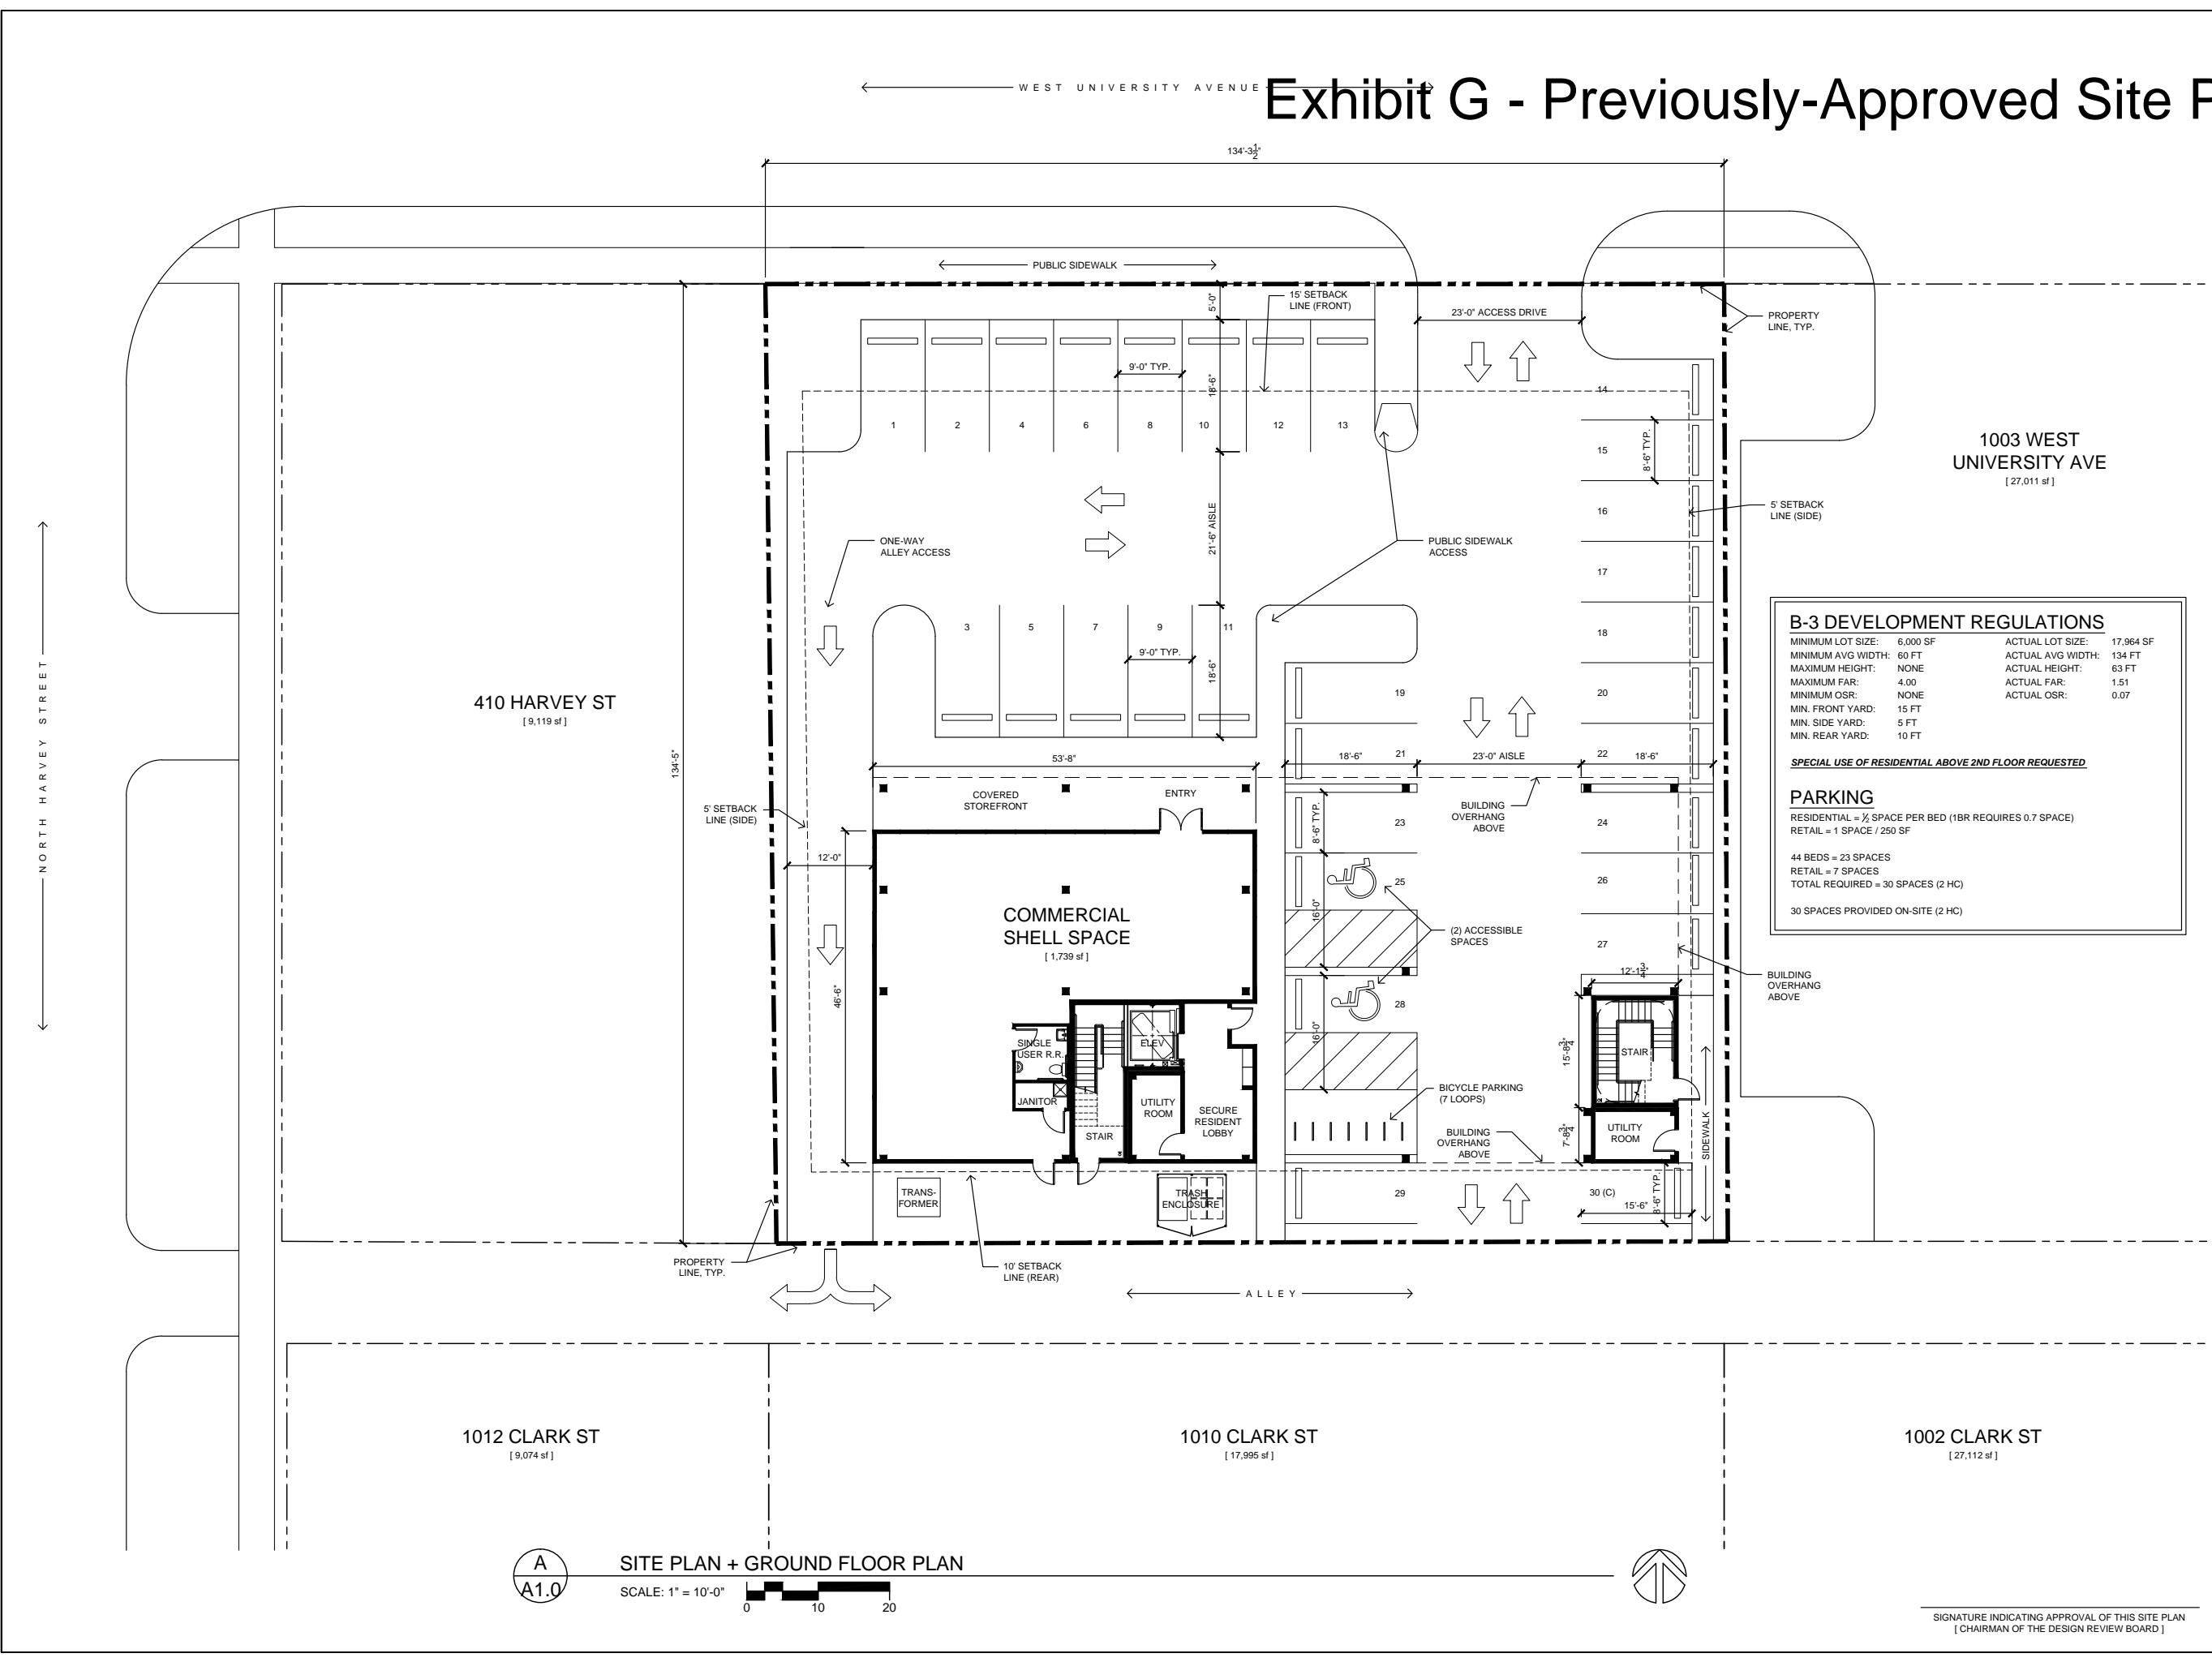 WEST UNIVERSITY AVENUE
Exhibit G - Previously-Approved Site P
134'-3½"
PUBLIC SIDEWALK
5'-0"
15' SETBACK
LINE (FRONT)
23'-0" ACCESS DRIVE
PROPERTY
LINE, TYP.
9'-0" TYP.
18'-6"
14
1
2
4
6
8
10
12
13
15
8'-6" TYP.
1003 WEST
UNIVERSITY AVE
[ 27,011 sf ]
16
5' SETBACK
LINE (SIDE)
ONE-WAY
ALLEY ACCESS
21'-6" AISLE
PUBLIC SIDEWALK
ACCESS
17
3
5
7
9
11
18
9'-0" TYP.
18'-6"
19
20
NORTH HARVEY STREET
410 HARVEY ST
[ 9,119 sf ]
134'-5"
B-3 DEVELOPMENT REGULATIONS
MINIMUM LOT SIZE: 6,000 SF ACTUAL LOT SIZE: 17,964 SF
MINIMUM AVG WIDTH: 60 FT ACTUAL AVG WIDTH: 134 FT
MAXIMUM HEIGHT: NONE ACTUAL HEIGHT: 63 FT
MAXIMUM FAR: 4.00 ACTUAL FAR: 1.51
MINIMUM OSR: NONE ACTUAL OSR: 0.07
MIN. FRONT YARD: 15 FT
MIN. SIDE YARD: 5 FT
MIN. REAR YARD: 10 FT
SPECIAL USE OF RESIDENTIAL ABOVE 2ND FLOOR REQUESTED
PARKING
RESIDENTIAL = ½ SPACE PER BED (1BR REQUIRES 0.7 SPACE)
RETAIL = 1 SPACE / 250 SF
44 BEDS = 23 SPACES
RETAIL = 7 SPACES
TOTAL REQUIRED = 30 SPACES (2 HC)
30 SPACES PROVIDED ON-SITE (2 HC)
53'-8"
18'-6"
21
23'-0" AISLE
22
18'-6"
COVERED
STOREFRONT
ENTRY
5' SETBACK
LINE (SIDE)
BUILDING
OVERHANG
ABOVE
8'-6" TYP.
23
24
12'-0"
25
26
COMMERCIAL
SHELL SPACE
[ 1,739 sf ]
16'-0"
(2) ACCESSIBLE
SPACES
27
12'-1¾"
BUILDING
OVERHANG
ABOVE
46'-6"
28
16'-0"
SINGLE
USER R.R.
ELEV
STAIR
15'-8¾"
JANITOR
UTILITY
ROOM
SECURE
RESIDENT
LOBBY
STAIR
BICYCLE PARKING
(7 LOOPS)
BUILDING
OVERHANG
ABOVE
7'-8¾"
UTILITY
ROOM
SIDEWALK
TRANS-
FORMER
TRASH
ENCLOSURE
29
30 (C)
15'-6"
8'-6" TYP.
PROPERTY
LINE, TYP.
10' SETBACK
LINE (REAR)
ALLEY
1012 CLARK ST
[ 9,074 sf ]
1010 CLARK ST
[ 17,995 sf ]
1002 CLARK ST
[ 27,112 sf ]
A
A1.0
SITE PLAN + GROUND FLOOR PLAN
SCALE: 1" = 10'-0"
0 10 20
SIGNATURE INDICATING APPROVAL OF THIS SITE PLAN
[ CHAIRMAN OF THE DESIGN REVIEW BOARD ]